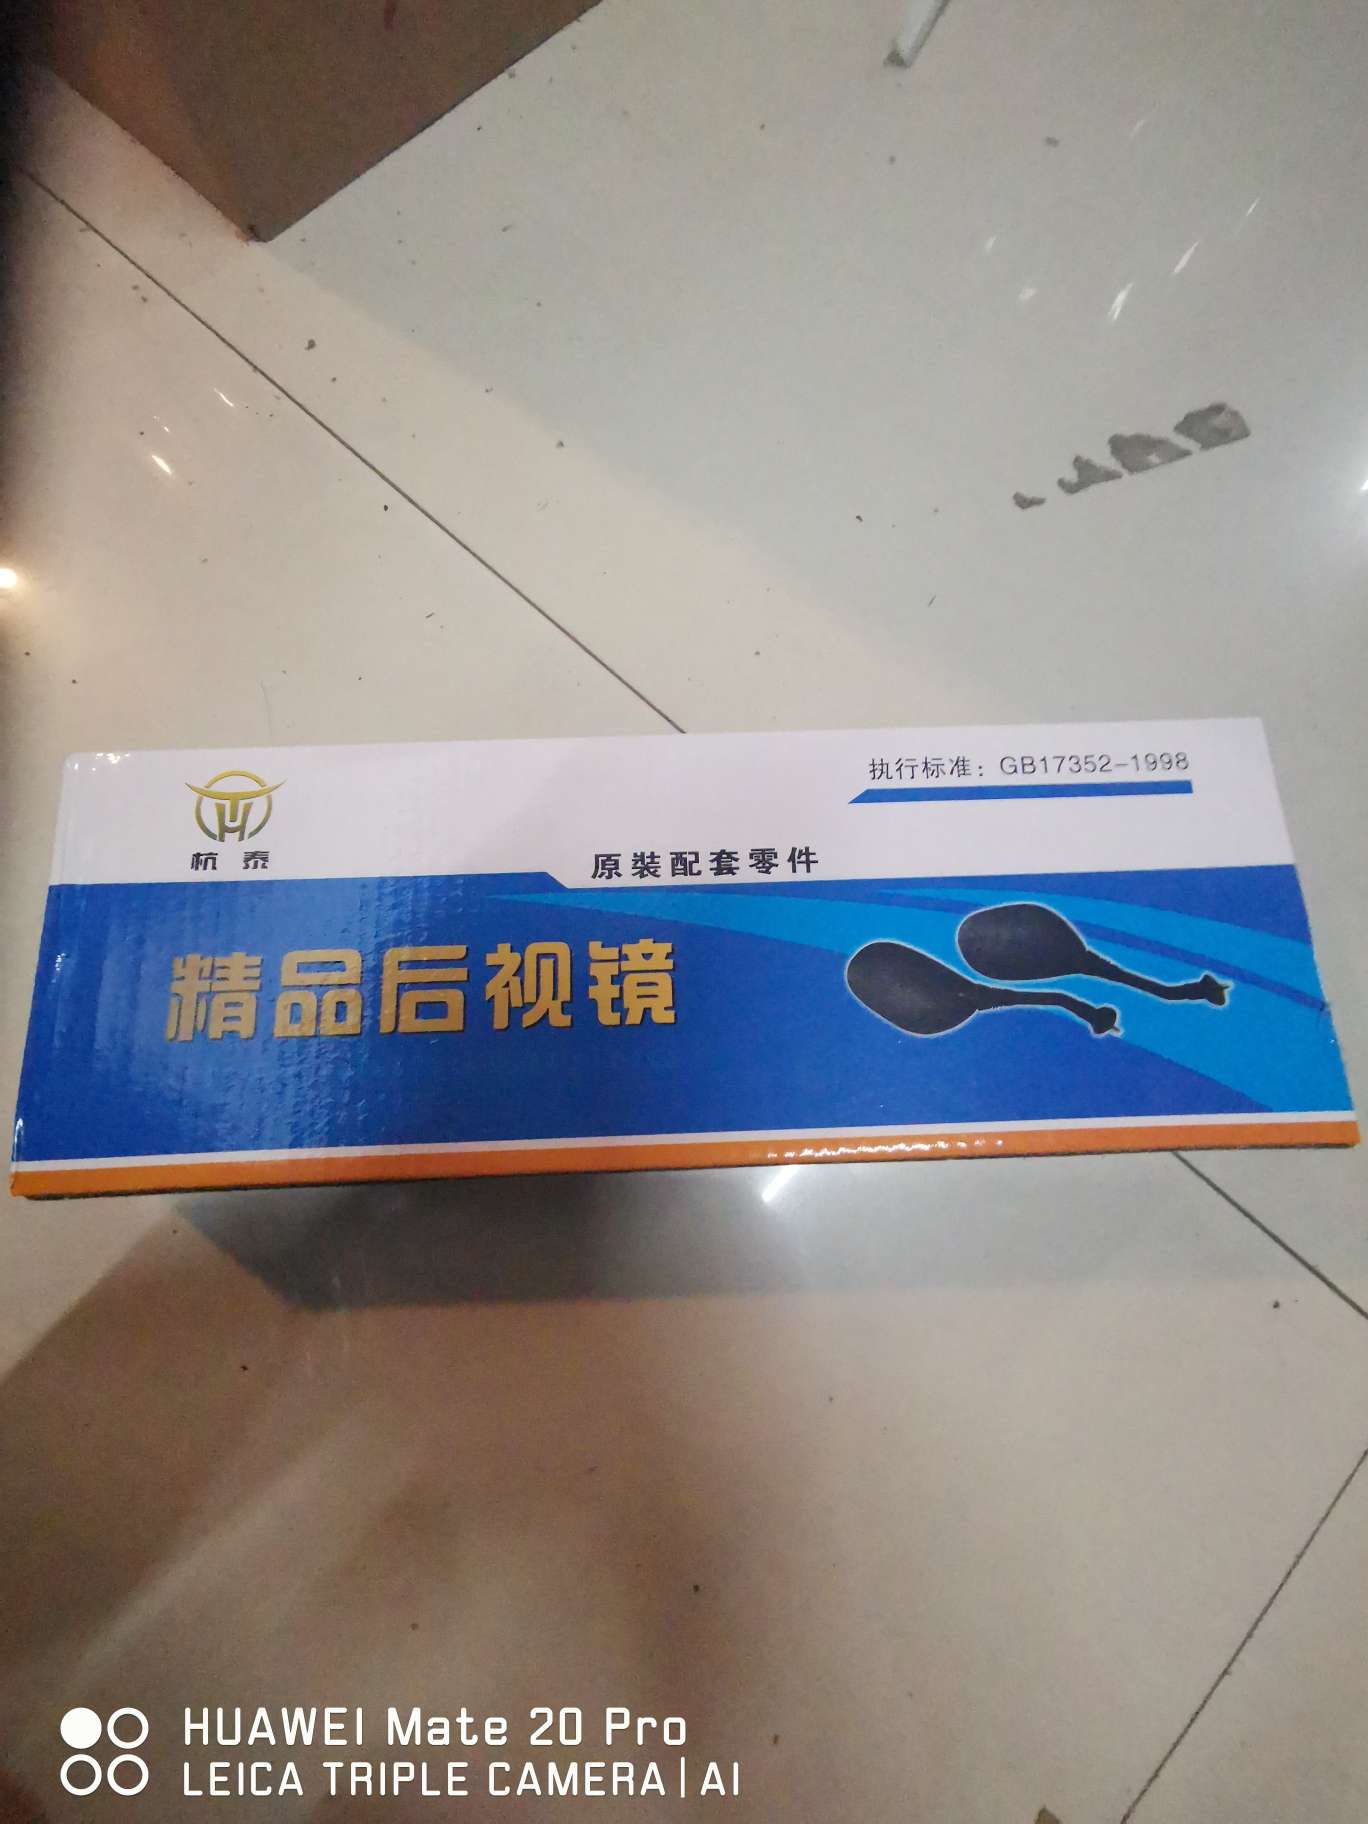 执行标准：GB17352-1998
杭泰
原装配套零件
精品后视镜
HUAWEI Mate 20 Pro
LEICA TRIPLE CAMERA|AI